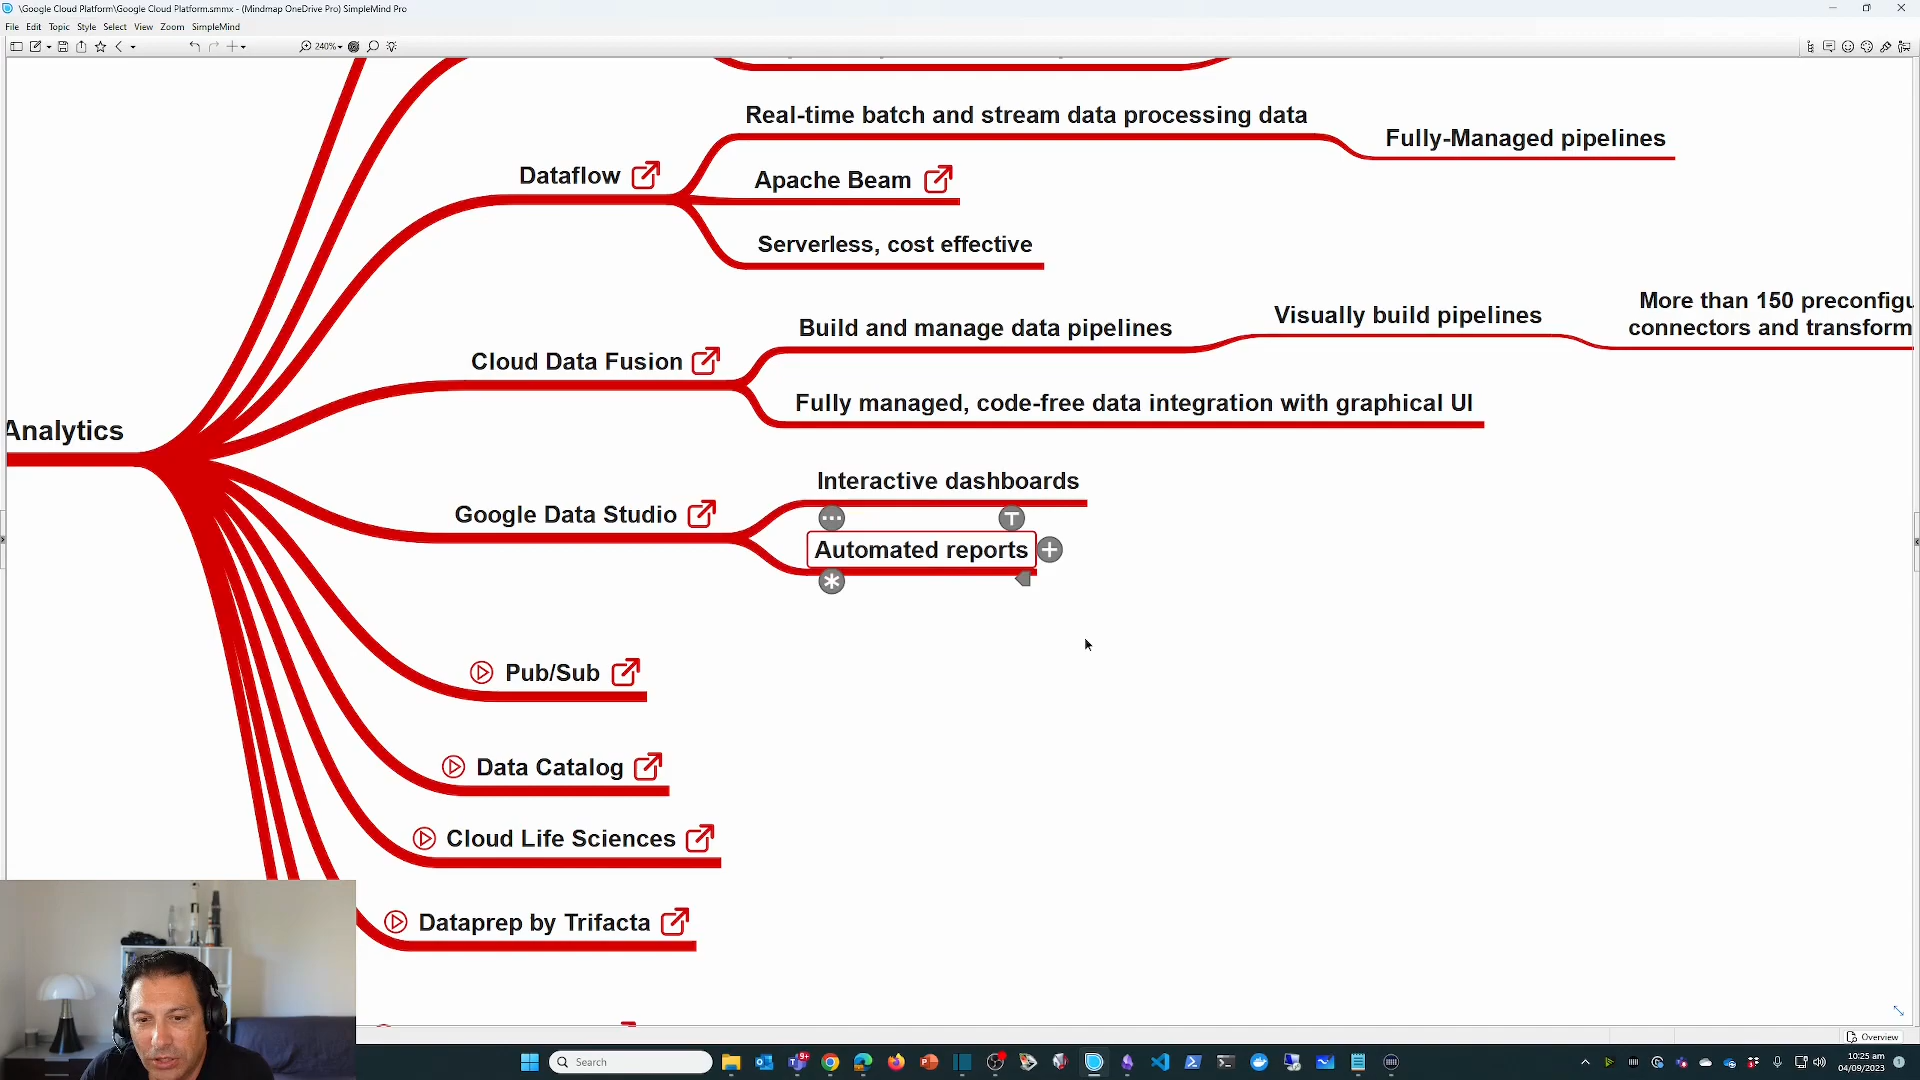 \Google Cloud Platform\Google Cloud Platform.smmx - (Mindmap OneDrive Pro) SimpleMind Pro
File Edit Topic Style Select View Zoom SimpleMind
240%
Real-time batch and stream data processing data
Fully-Managed pipelines
Dataflow
Apache Beam
Serverless, cost effective
More than 150 preconfigu
Visually build pipelines
connectors and transform
Build and manage data pipelines
Cloud Data Fusion
Fully managed, code-free data integration with graphical UI
Analytics
Interactive dashboards
Google Data Studio
Automated reports
Pub/Sub
Data Catalog
Cloud Life Sciences
Dataprep by Trifacta
Overview
Search
10:25 am
04/09/2023